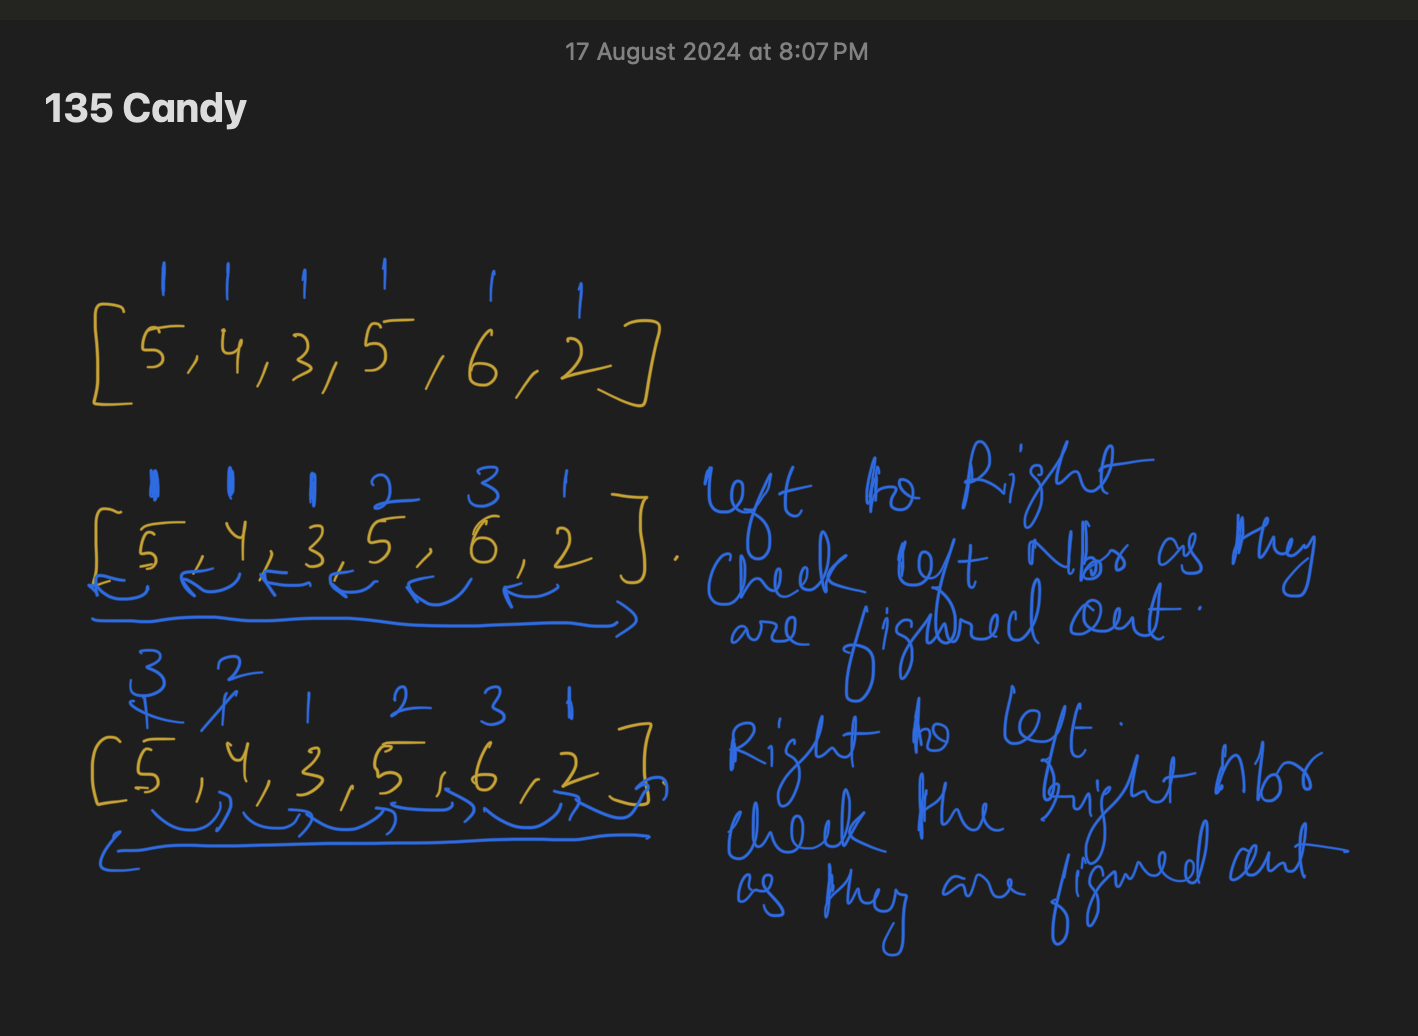 17 August 2024 at 8:07 PM
135 Candy
1 1 1 1 1 1
[5, 4, 3, 5, 6, 2]
1 1 1 2 3 1
[5, 4, 3, 5, 6, 2].
Left to Right
Check left Nbr as they
are figured out.
3 2
1 1 1 2 3 1
[5, 4, 3, 5, 6, 2]
Right to left.
Check the right Nbr
as they are figured out